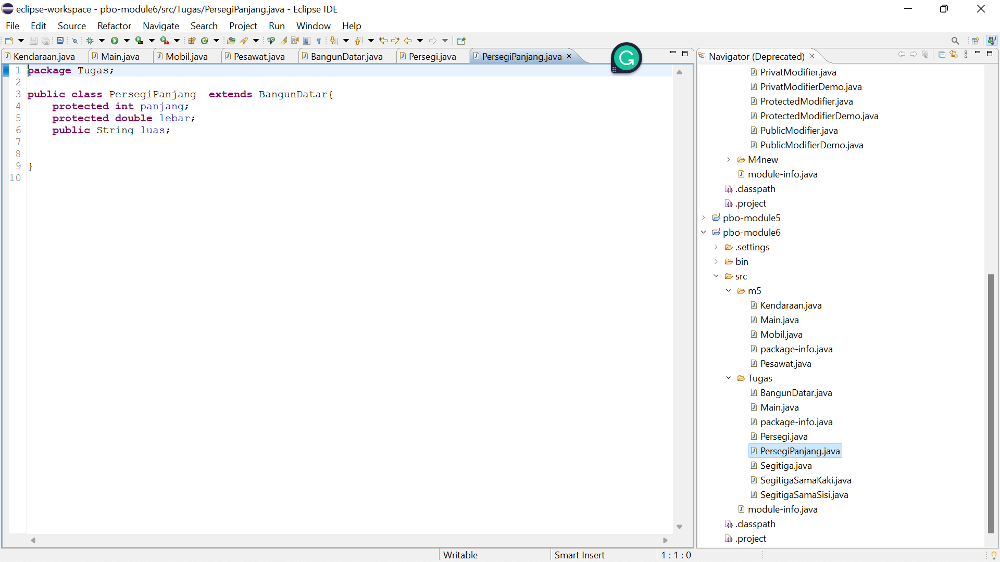 eclipse-workspace - pbo-module6/src/Tugas/PersegiPanjang.java - Eclipse IDE
File Edit Source Refactor Navigate Search Project Run Window Help
Kendaraan.java Main.java Mobil.java Pesawat.java BangunDatar.java Persegi.java PersegiPanjang.java
1 package Tugas;
2
3 public class PersegiPanjang  extends BangunDatar{
4 protected int panjang;
5 protected double lebar;
6 public String luas;
7
8
9 }
10
Navigator (Deprecated)
PrivatModifier.java
PrivatModifierDemo.java
ProtectedModifier.java
ProtectedModifierDemo.java
PublicModifier.java
PublicModifierDemo.java
M4new
module-info.java
.classpath
.project
pbo-module5
pbo-module6
.settings
bin
src
m5
Kendaraan.java
Main.java
Mobil.java
package-info.java
Pesawat.java
Tugas
BangunDatar.java
Main.java
package-info.java
Persegi.java
PersegiPanjang.java
Segitiga.java
SegitigaSamaKaki.java
SegitigaSamaSisi.java
module-info.java
.classpath
.project
Writable Smart Insert 1 : 1 : 0